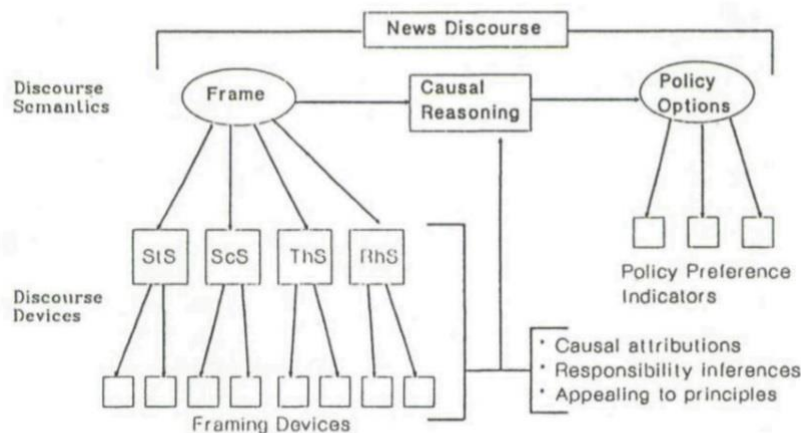 News Discourse
Discourse
Semantics
Frame
Causal
Reasoning
Policy
Options
StS
ScS
ThS
RhS
Policy Preference
Indicators
Discourse
Devices
* Causal attributions
* Responsibility inferences
* Appealing to principles
Framing Devices